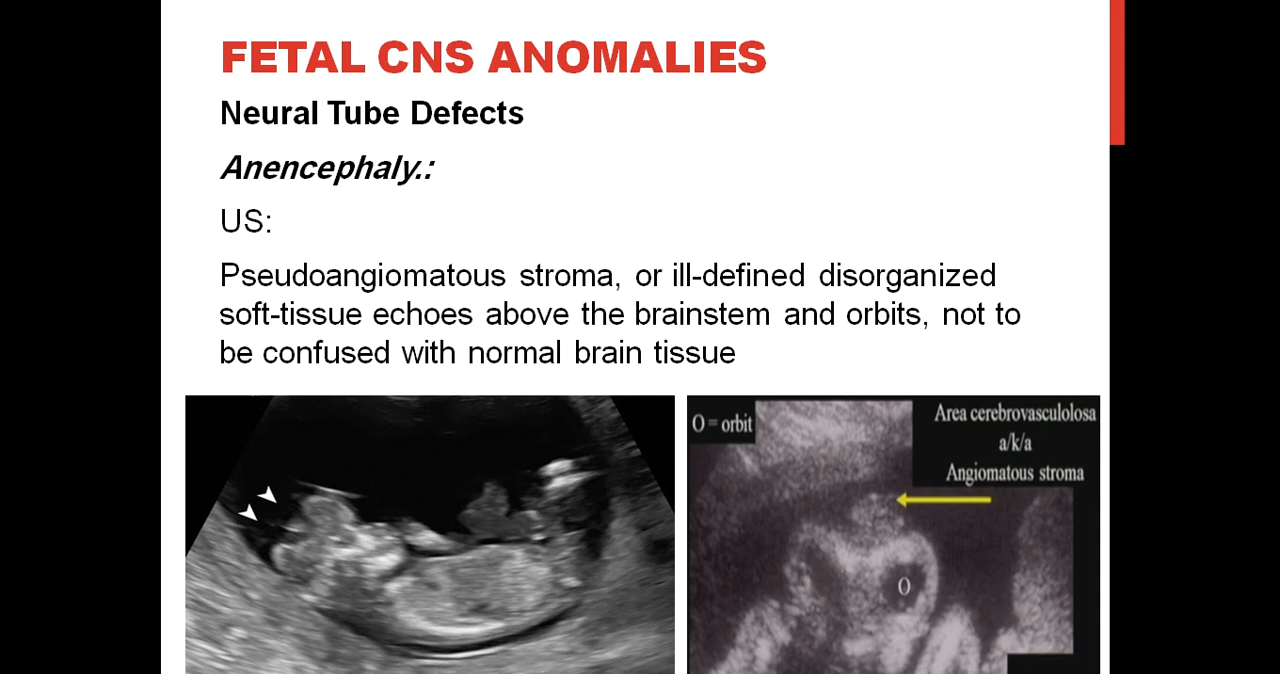 FETAL CNS ANOMALIES
Neural Tube Defects
Anencephaly.:
US:
Pseudoangiomatous stroma, or ill-defined disorganized
soft-tissue echoes above the brainstem and orbits, not to
be confused with normal brain tissue
O = orbit
Area cerebrovasculolosa
a/k/a
Angiomatous stroma
O